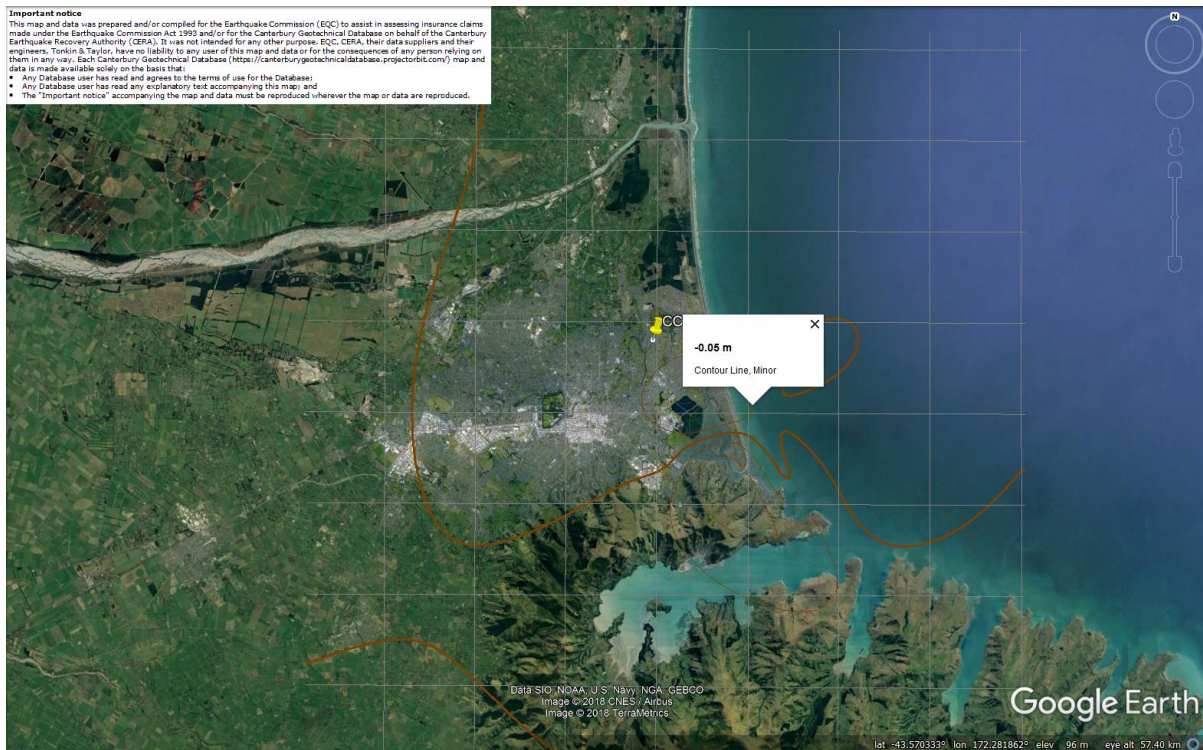 Important notice
This map and data was prepared and/or compiled for the Earthquake Commission (EQC) to assist in assessing insurance claims
made under the Earthquake Commission Act 1993 and/or for the Canterbury Geotechnical Database on behalf of the Canterbury
Earthquake Recovery Authority (CERA). It was not intended for any other purpose. EQC, CERA, their data suppliers and their
engineers, Tonkin & Taylor, have no liability to any user of this map and data or for the consequences of any person relying on
them in any way. Each Canterbury Geotechnical Database (https://canterburygeotechnicaldatabase.projectorbit.com/) map and
data is made available solely on the basis that:
• Any Database user has read and agrees to the terms of use for the Database;
• Any Database user has read any explanatory text accompanying this map; and
• The "Important notice" accompanying the map and data must be reproduced wherever the map or data are reproduced.
N
CC
-0.05 m
Contour Line, Minor
Data SIO, NOAA, U.S. Navy, NGA, GEBCO
Image © 2018 CNES / Airbus
Image © 2018 TerraMetrics
Google Earth
lat -43.570333° lon 172.281862° elev 96 m eye alt 57.40 km